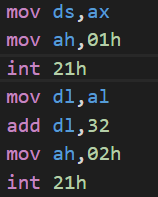 mov ds,ax
mov ah,01h
int 21h
mov dl,al
add dl,32
mov ah,02h
int 21h